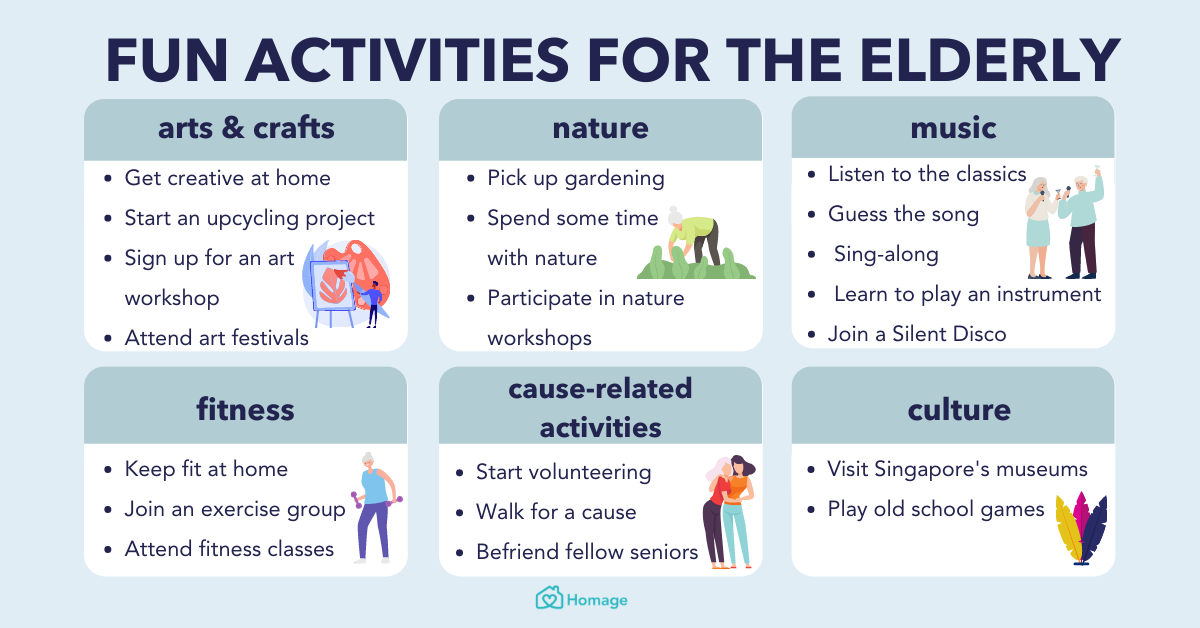 FUN ACTIVITIES FOR THE ELDERLY
arts & crafts
• Get creative at home
• Start an upcycling project
• Sign up for an art
workshop
• Attend art festivals
nature
• Pick up gardening
• Spend some time
with nature
• Participate in nature
workshops
music
• Listen to the classics
• Guess the song
• Sing-along
• Learn to play an instrument
• Join a Silent Disco
fitness
• Keep fit at home
• Join an exercise group
• Attend fitness classes
cause-related
activities
• Start volunteering
• Walk for a cause
• Befriend fellow seniors
culture
• Visit Singapore's museums
• Play old school games
Homage